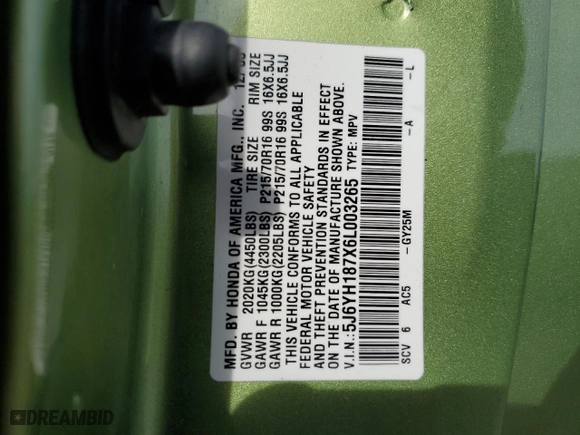 MFD. BY HONDA OF AMERICA MFG., INC.
GVWR 2020KG(4450LBS) TIRE SIZE RIM SIZE
GAWR F 1045KG(2300LBS) P215/70R16 99S 16X6.5JJ
GAWR R 1000KG(2205LBS) P215/70R16 99S 16X6.5JJ
THIS VEHICLE CONFORMS TO ALL APPLICABLE
FEDERAL MOTOR VEHICLE SAFETY
AND THEFT PREVENTION STANDARDS IN EFFECT
ON THE DATE OF MANUFACTURE SHOWN ABOVE.
V.I.N.:5J6YH187X6L003265 TYPE: MPV
SCV 6 AC5 -GY25M -A -L
DREAMBID